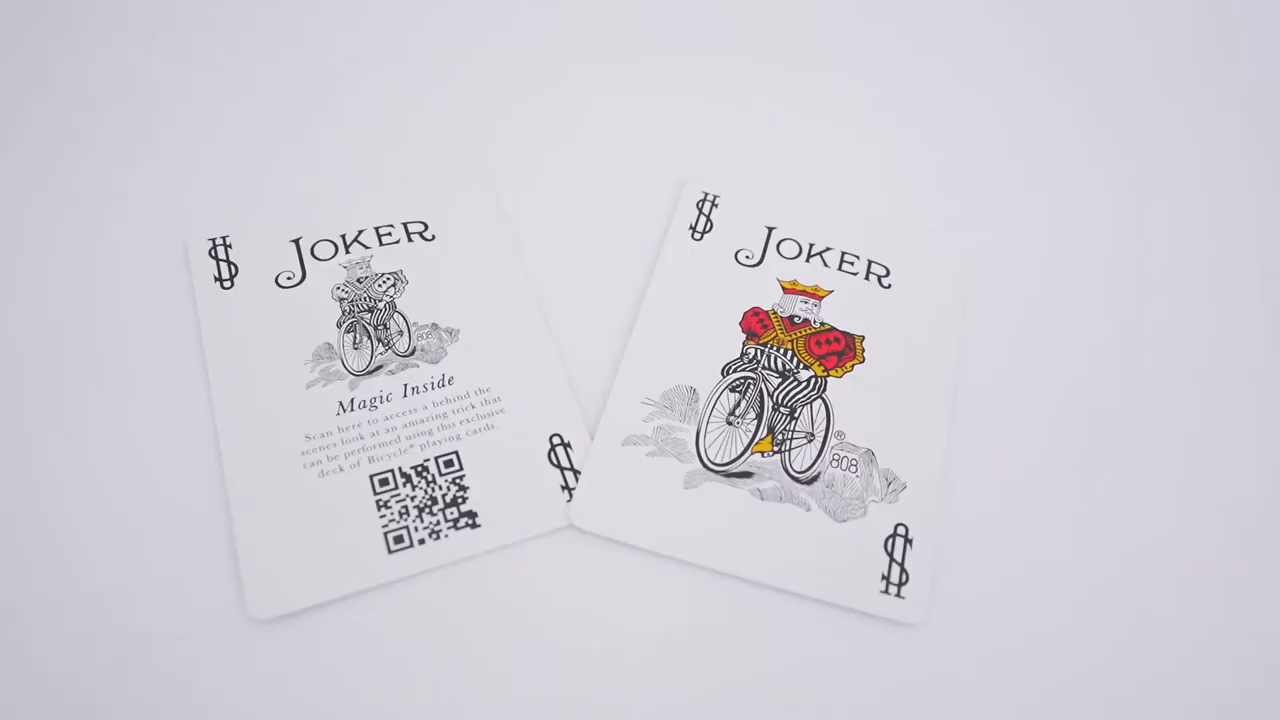 JOKER
808
Magic Inside
Scan here to access a behind the
scenes look at an amazing trick that
can be performed using this exclusive
deck of Bicycle® playing cards.
JOKER
®
808